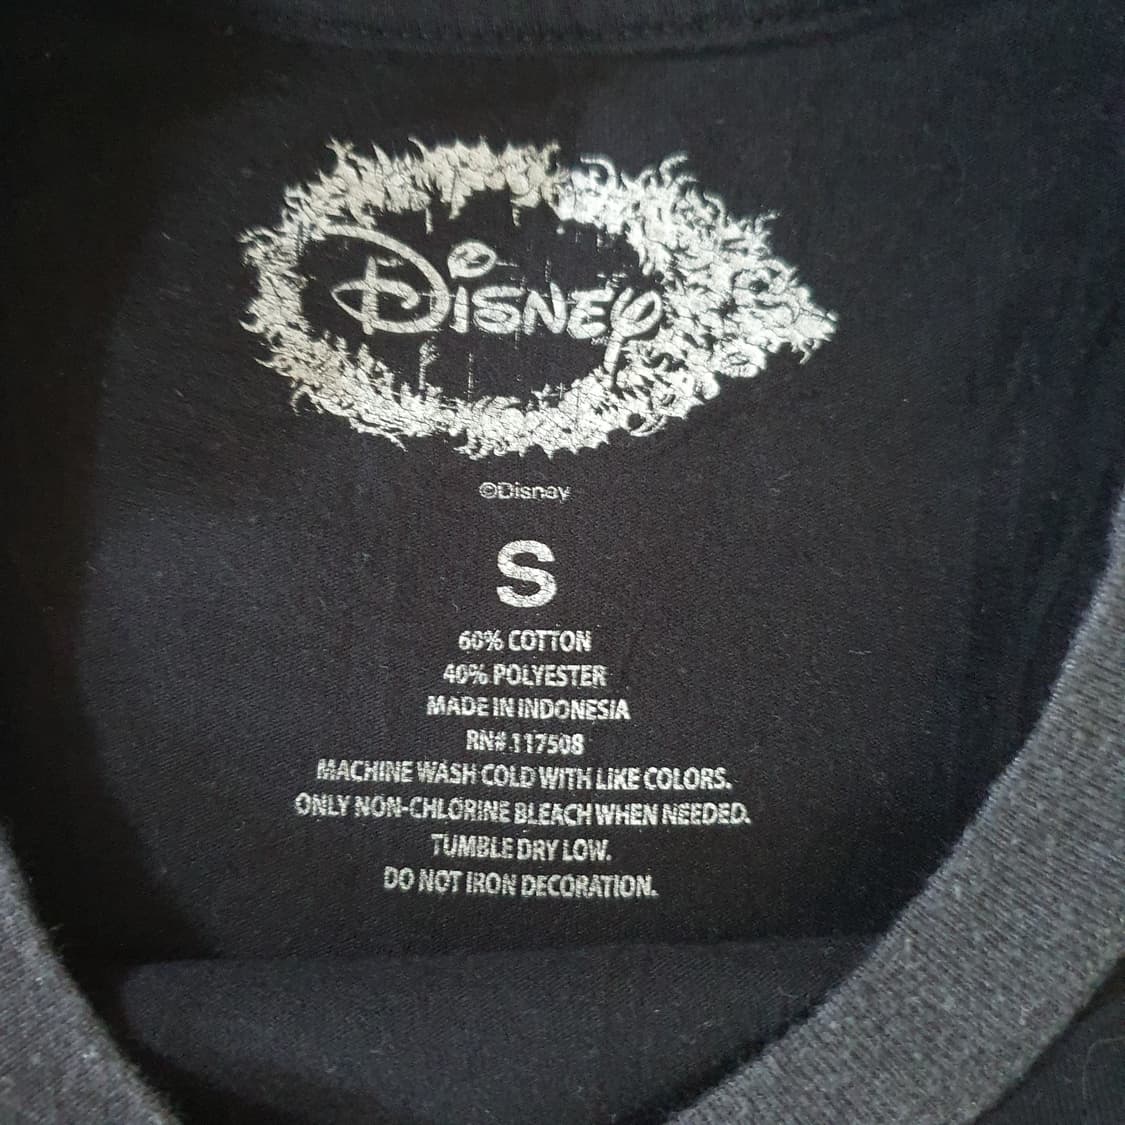 Disney
©Disney
S
60% COTTON
40% POLYESTER
MADE IN INDONESIA
RN# 117508
MACHINE WASH COLD WITH LIKE COLORS.
ONLY NON-CHLORINE BLEACH WHEN NEEDED.
TUMBLE DRY LOW.
DO NOT IRON DECORATION.